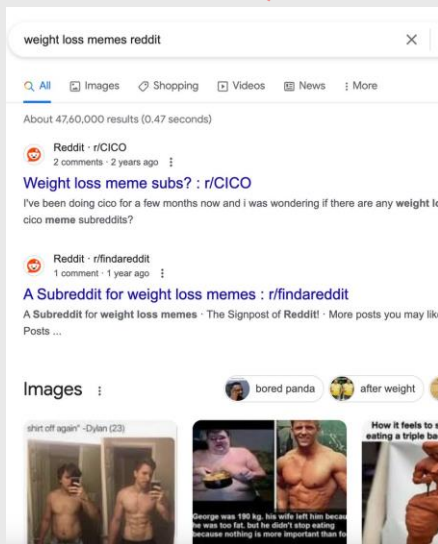 weight loss memes reddit
All Images Shopping Videos News More
About 47,60,000 results (0.47 seconds)
Reddit · r/CICO
2 comments · 2 years ago
Weight loss meme subs? : r/CICO
I've been doing cico for a few months now and i was wondering if there are any weight lo
cico meme subreddits?
Reddit · r/findareddit
1 comment · 1 year ago
A Subreddit for weight loss memes : r/findareddit
A Subreddit for weight loss memes · The Signpost of Reddit! · More posts you may like
Posts ...
Images
bored panda after weight
shirt off again" -Dylan (23)
How it feels to s
eating a triple ba
George was 190 kg, his wife left him becau
he was too fat, but he didn't stop eating
because nothing is more important than fo